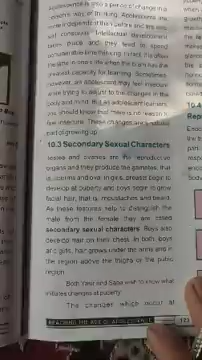 Adolescence is also a period of change in a
person's way of thinking. Adolescents are
more independent than before and are also
self conscious. Intellectual development
takes place and they tend to spend
considerable time thinking. In fact, it is often
the time in one's life when the brain has the
greatest capacity for learning. Sometimes,
however, an adolescent may feel insecure
while trying to adjust to the changes in the
body and mind. But as adolescent learners,
you should know that there is no reason to
feel insecure. These changes are a natural
part of growing up.
10.3 Secondary Sexual Characters
Testes and ovaries are the reproductive
organs and they produce the gametes, that
is, sperms and ova. In girls, breasts begin to
develop at puberty and boys begin to grow
facial hair, that is, moustaches and beard.
As these features help to distinguish the
male from the female they are called
secondary sexual characters. Boys also
develop hair on their chest. In both, boys
and girls, hair grows under the arms and in
the region above the thighs or the pubic
region.
Both Yasir and Saba wish to know what
initiates changes at puberty
The changes which occur at
REACHING THE AGE OF ADOLESCENCE
123
10.4